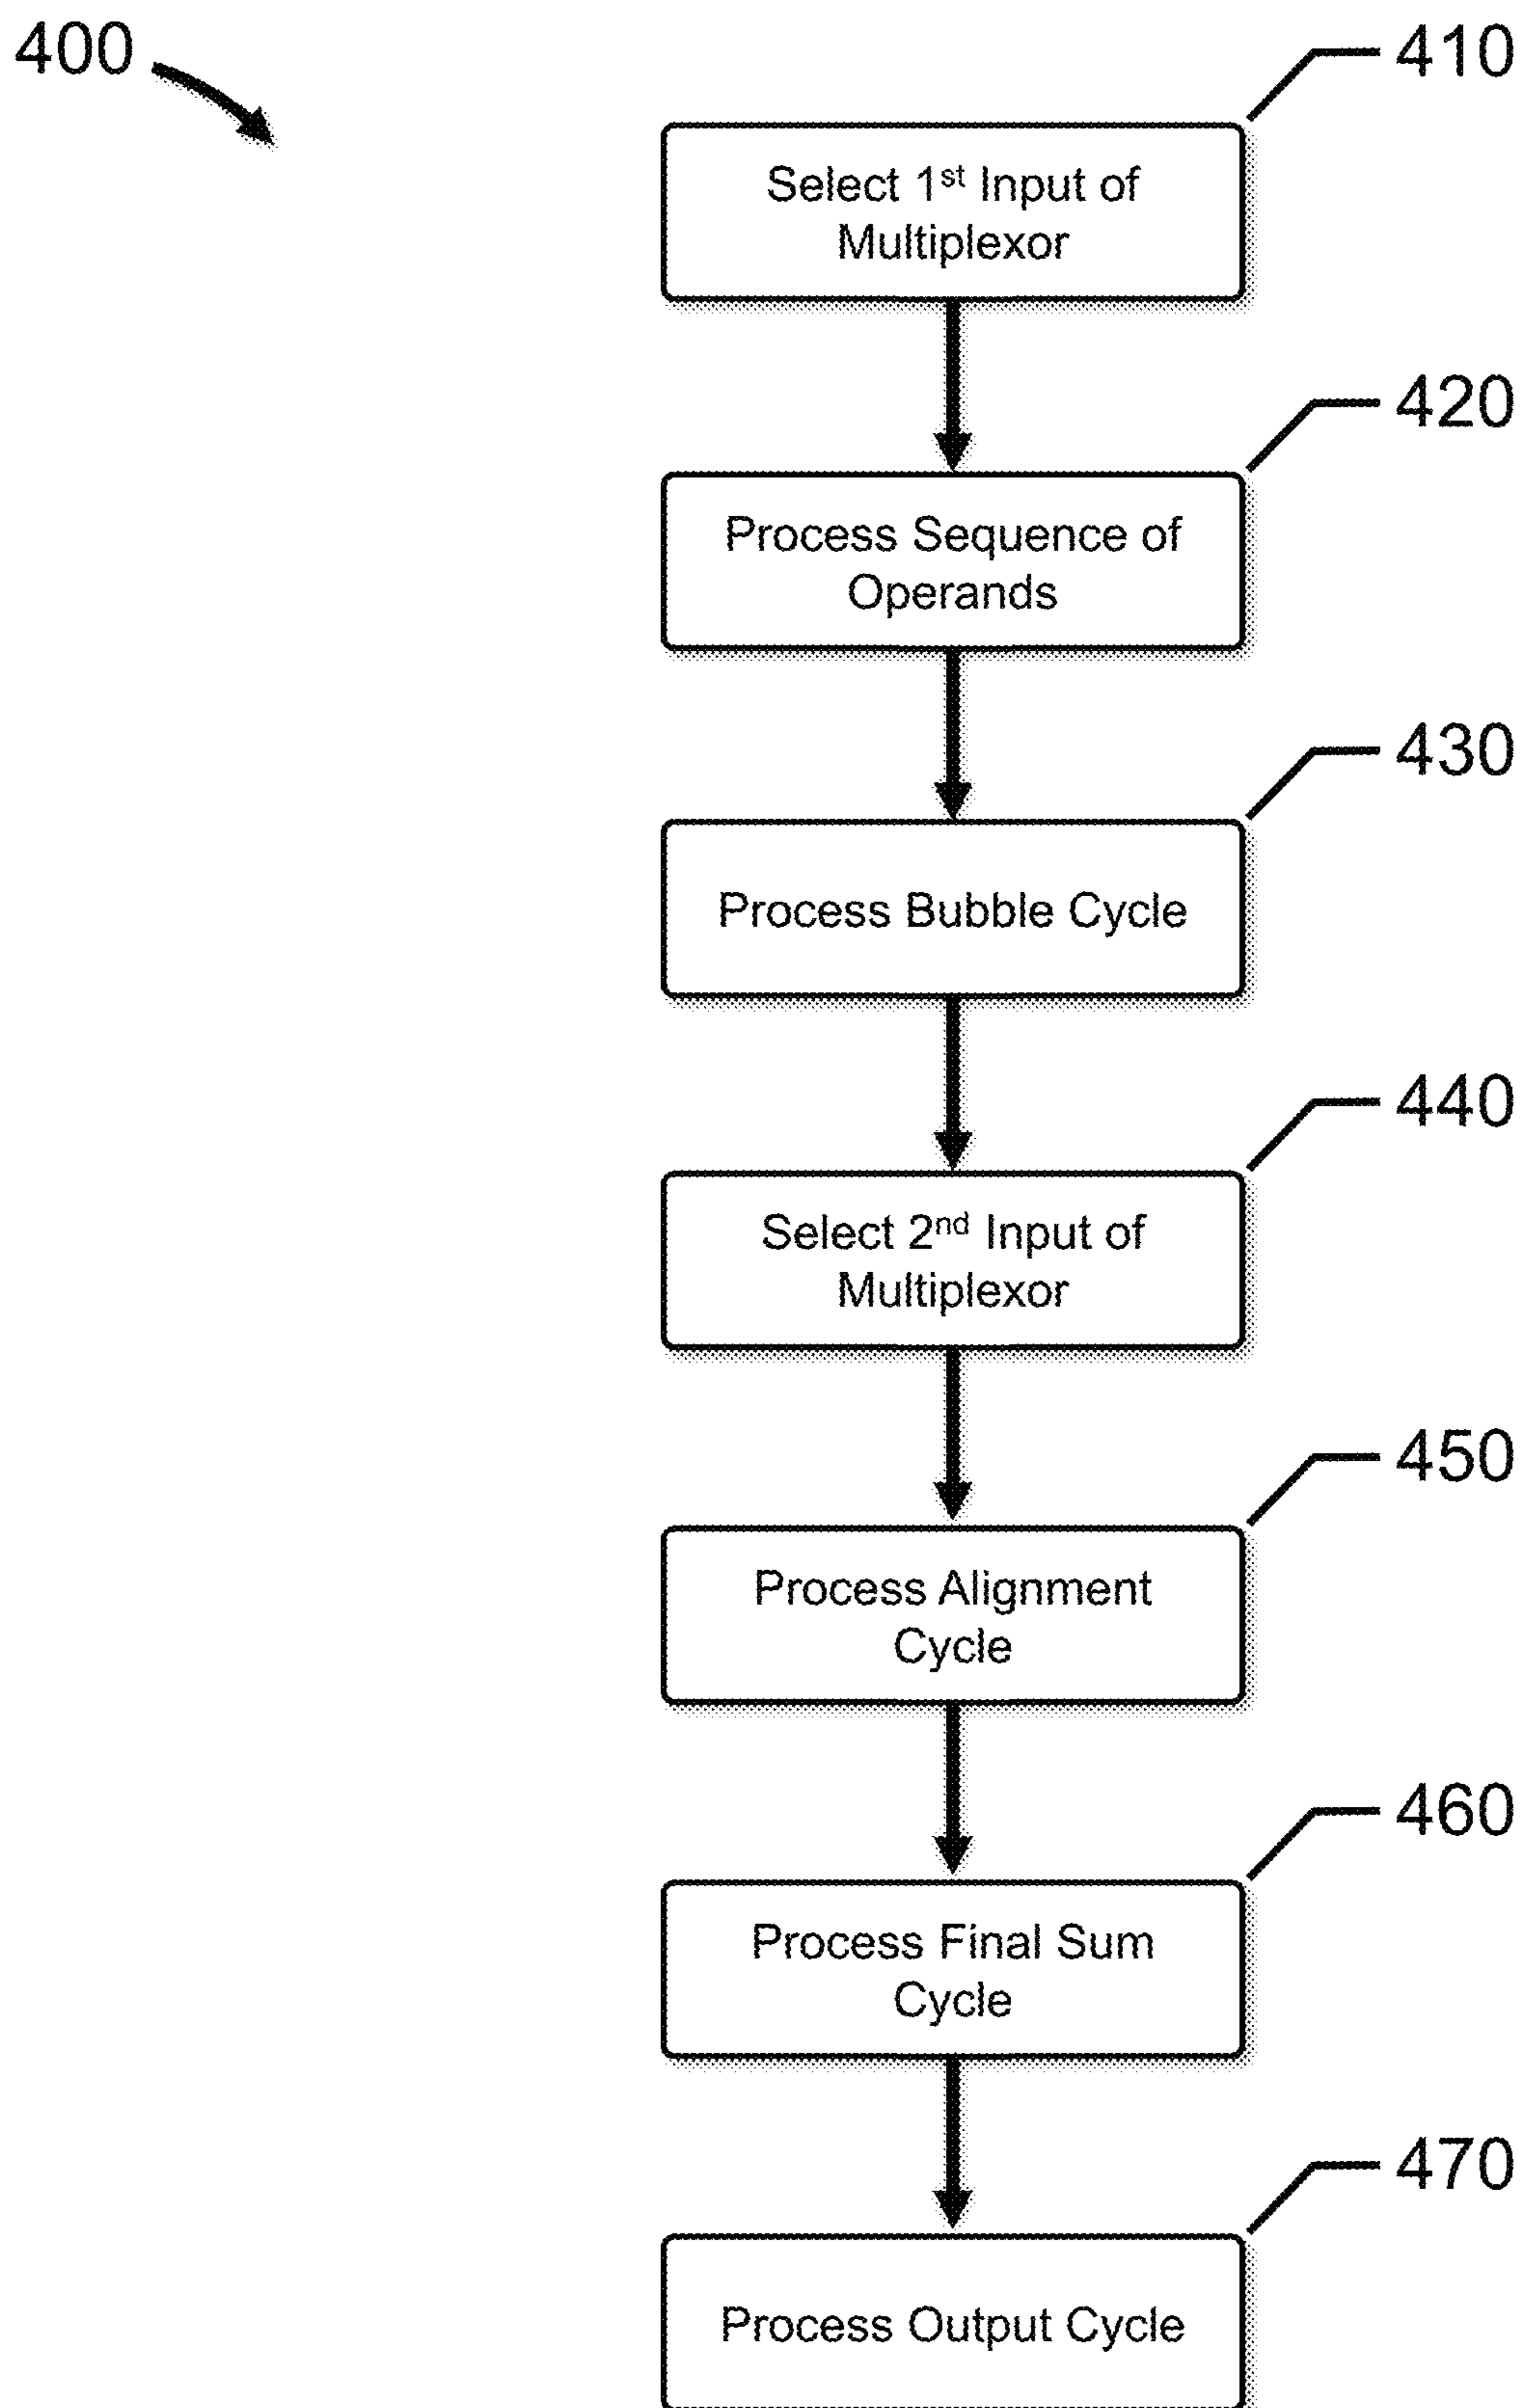 400
410
Select 1st Input of
Multiplexor
420
Process Sequence of
Operands
430
Process Bubble Cycle
440
Select 2nd Input of
Multiplexor
450
Process Alignment
Cycle
460
Process Final Sum
Cycle
470
Process Output Cycle